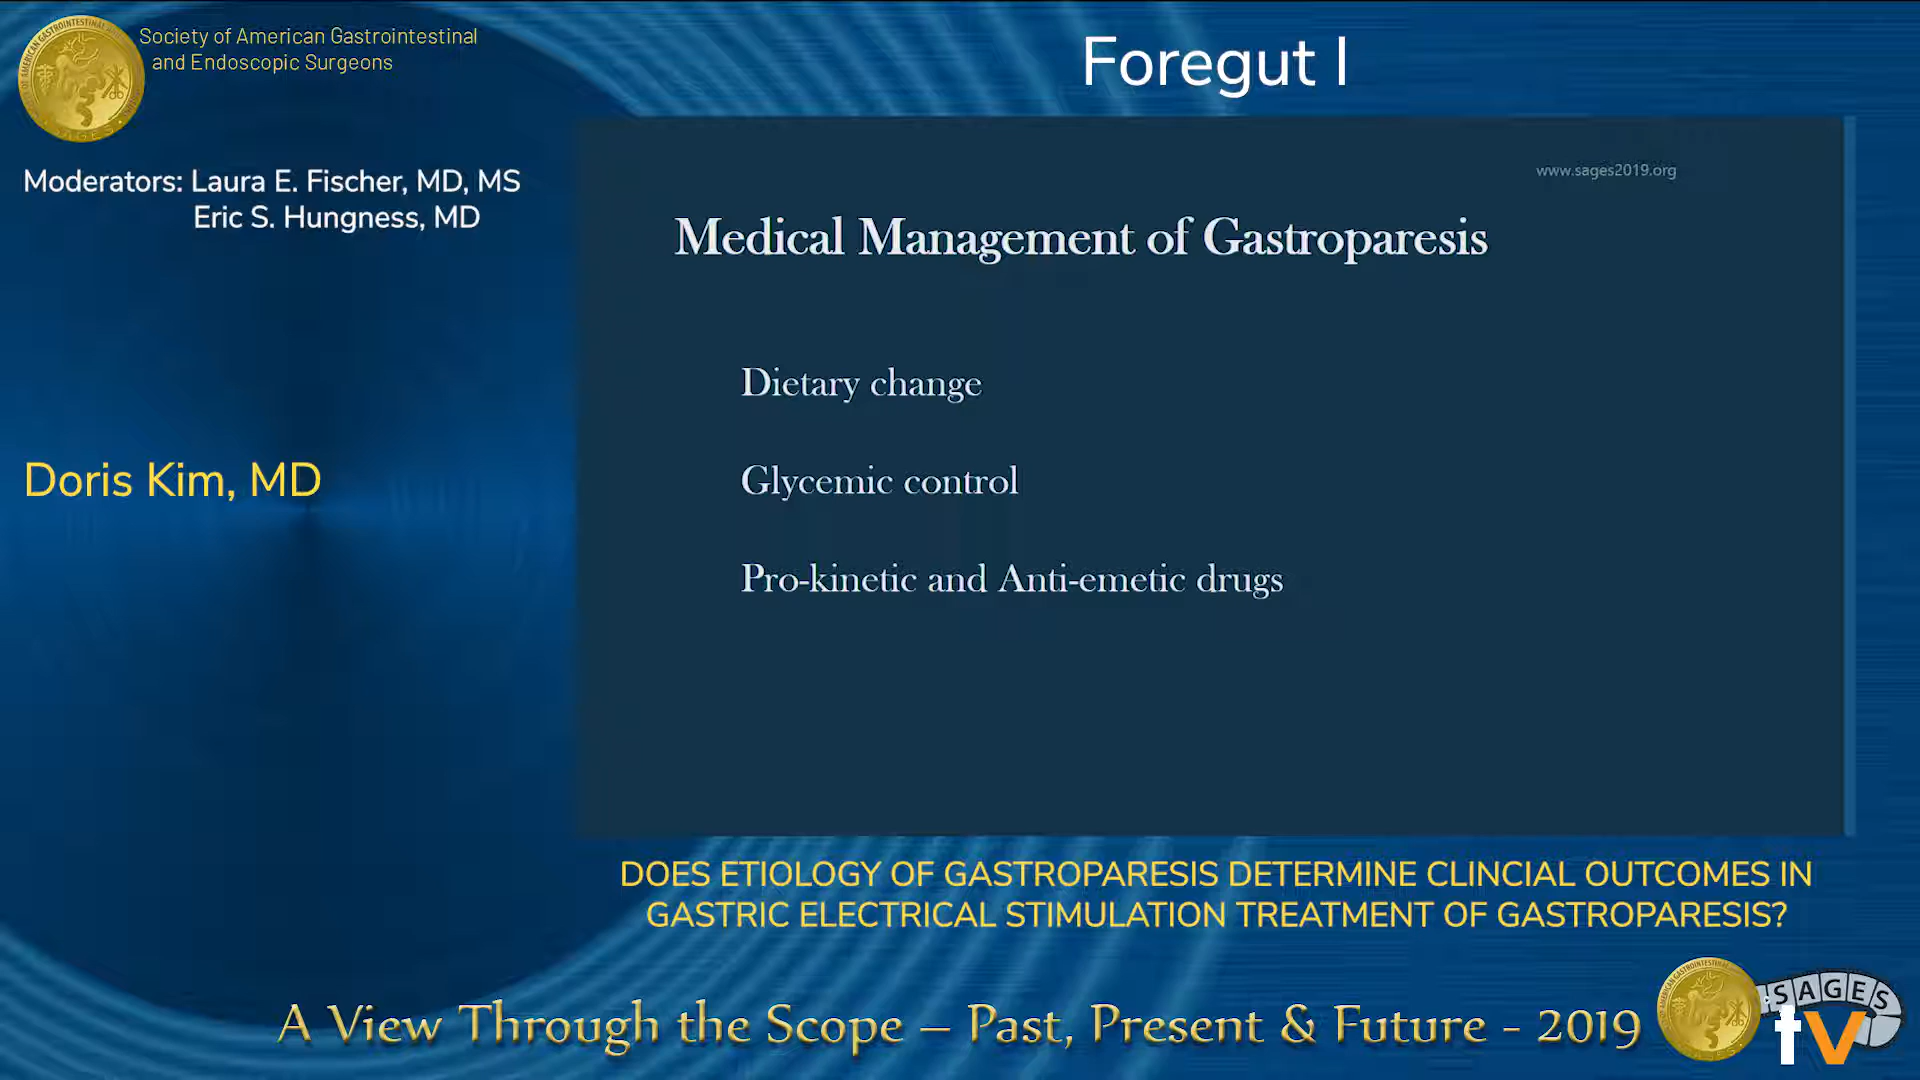 Society of American Gastrointestinal
and Endoscopic Surgeons
Foregut I
Moderators: Laura E. Fischer, MD, MS
Eric S. Hungness, MD
Doris Kim, MD
www.sages2019.org
Medical Management of Gastroparesis
Dietary change
Glycemic control
Pro-kinetic and Anti-emetic drugs
DOES ETIOLOGY OF GASTROPARESIS DETERMINE CLINCIAL OUTCOMES IN
GASTRIC ELECTRICAL STIMULATION TREATMENT OF GASTROPARESIS?
A View Through the Scope – Past, Present & Future - 2019
SAGES
tv